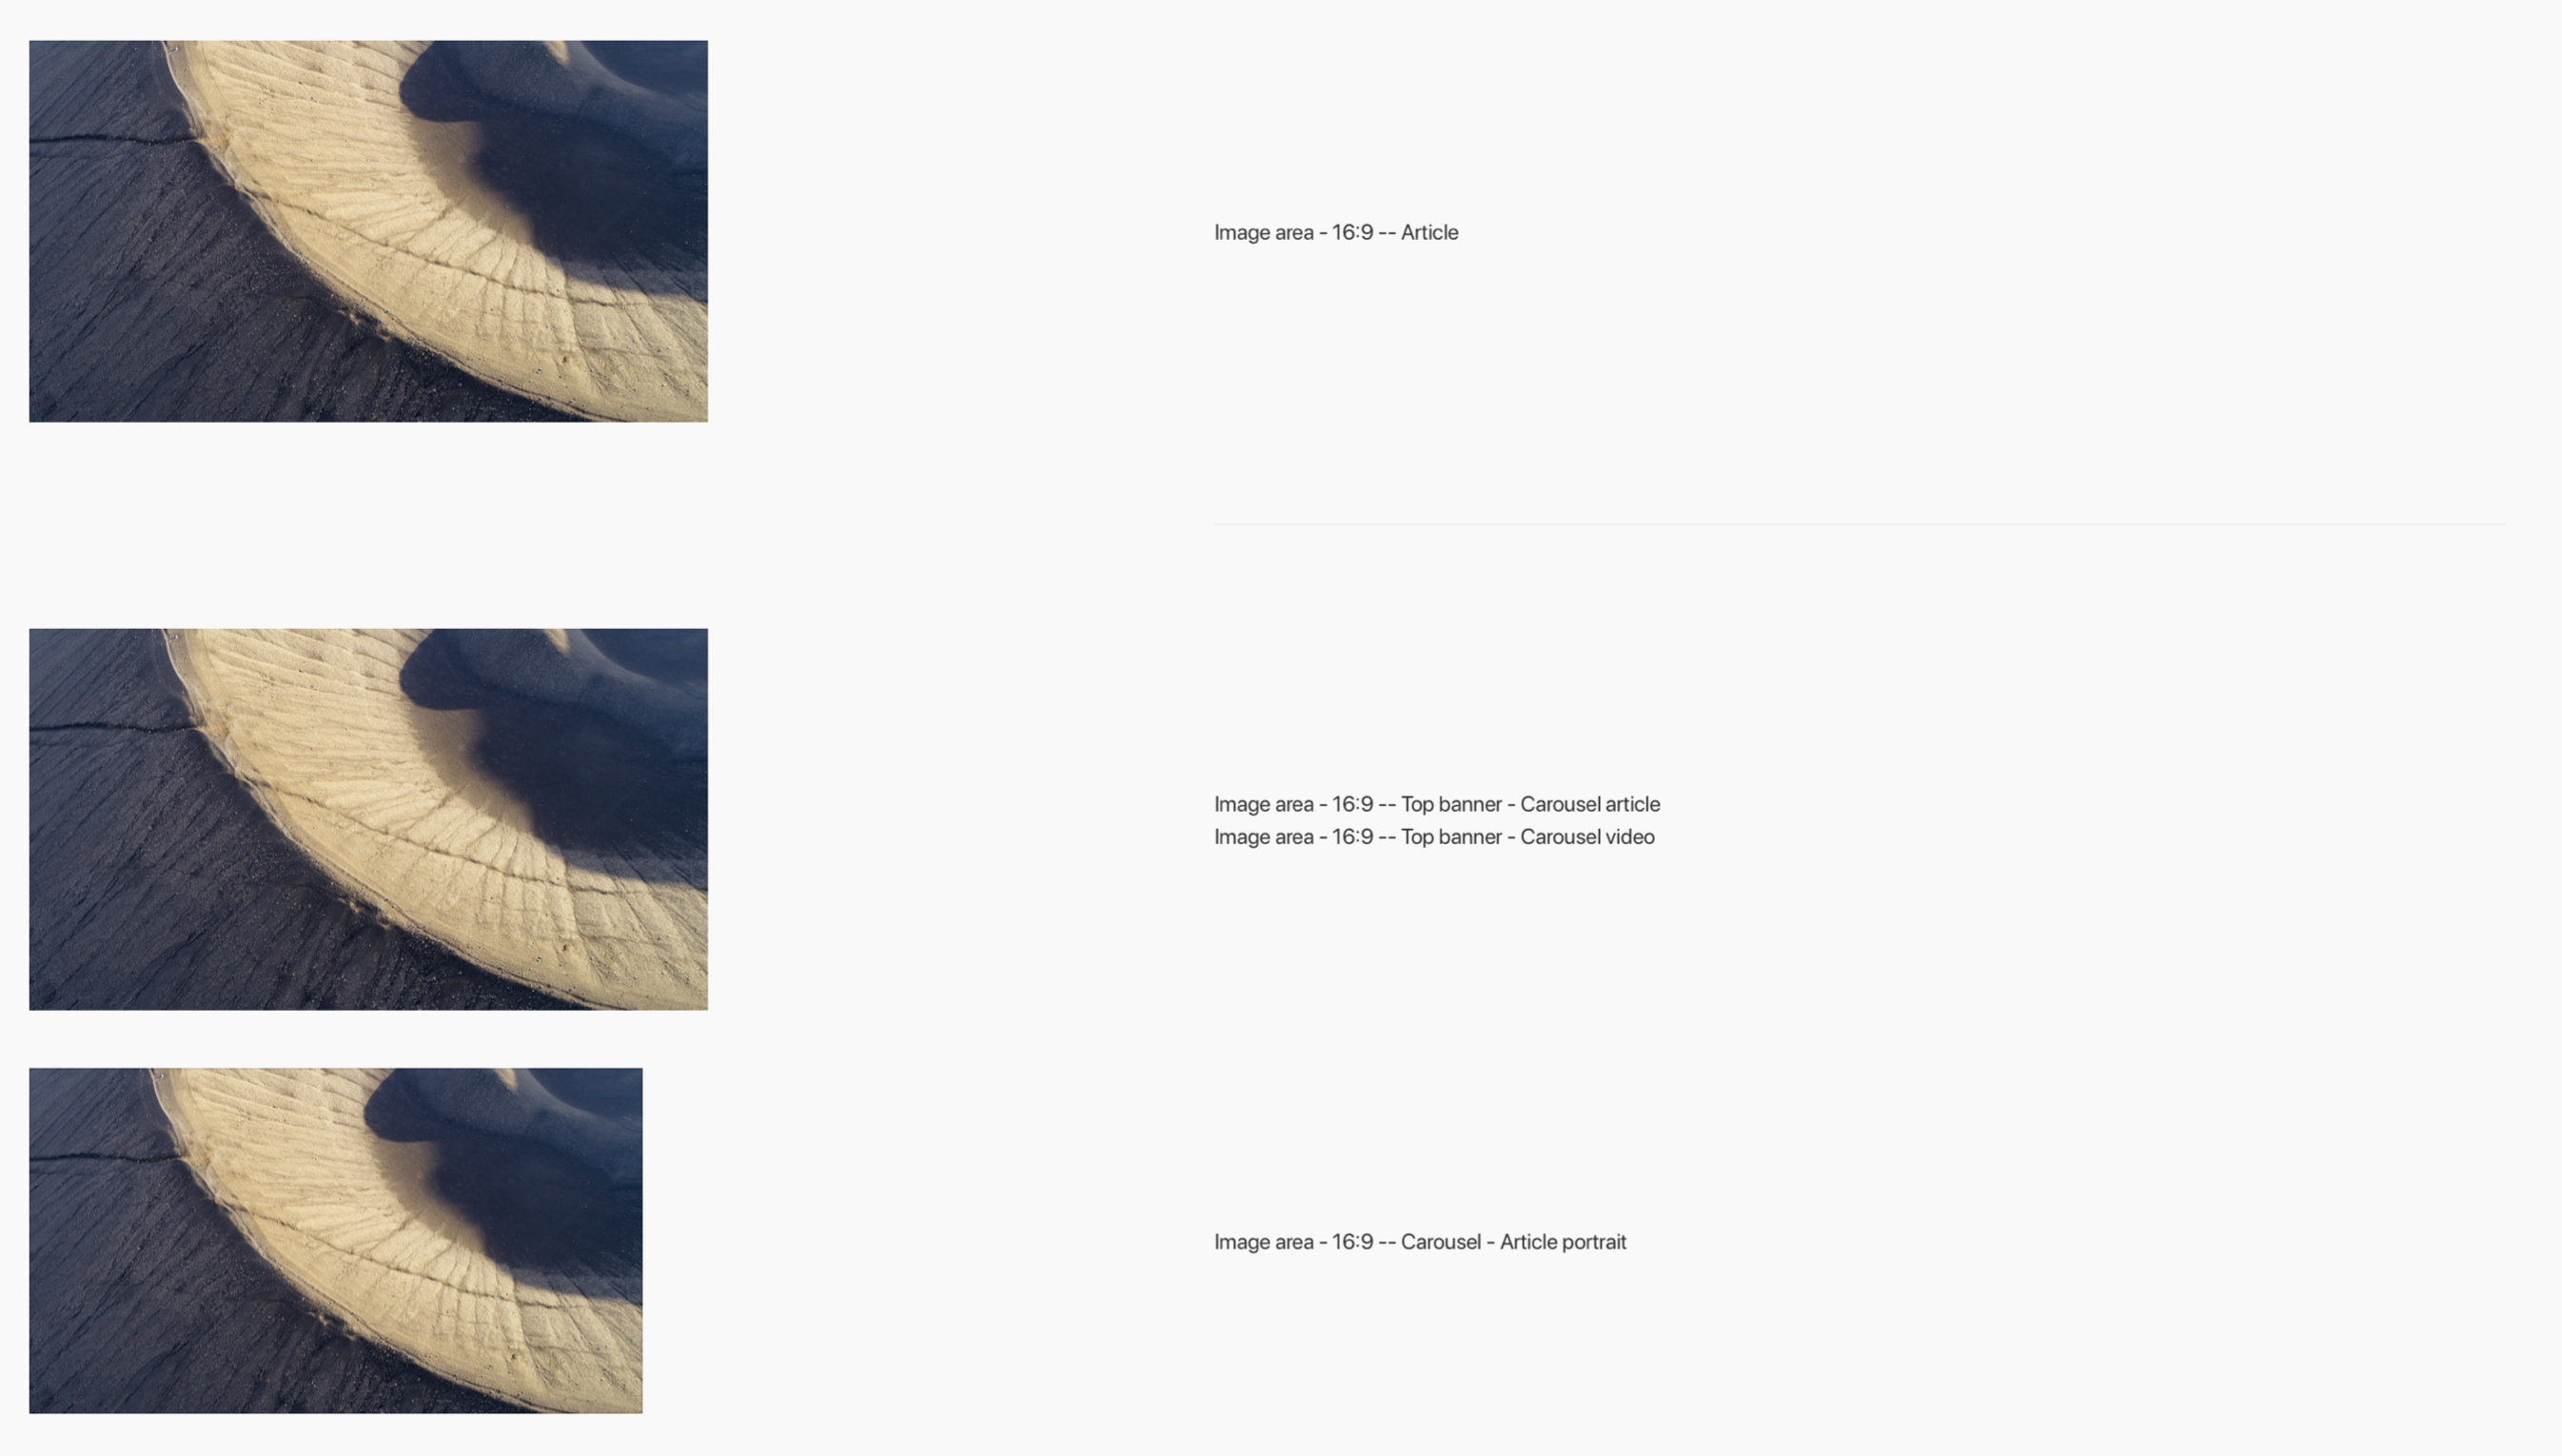 Image area - 16:9 -- Article
Image area - 16:9 -- Top banner - Carousel article
Image area - 16:9 -- Top banner - Carousel video
Image area - 16:9 -- Carousel - Article portrait